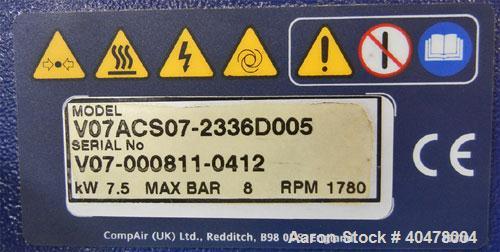 MODEL
V07ACS07-2336D005
SERIAL No
V07-000811-0412
kW 7.5 MAX BAR 8 RPM 1780
CE
CompAir (UK) Ltd., Redditch, B98
Aaron Stock # 40478004